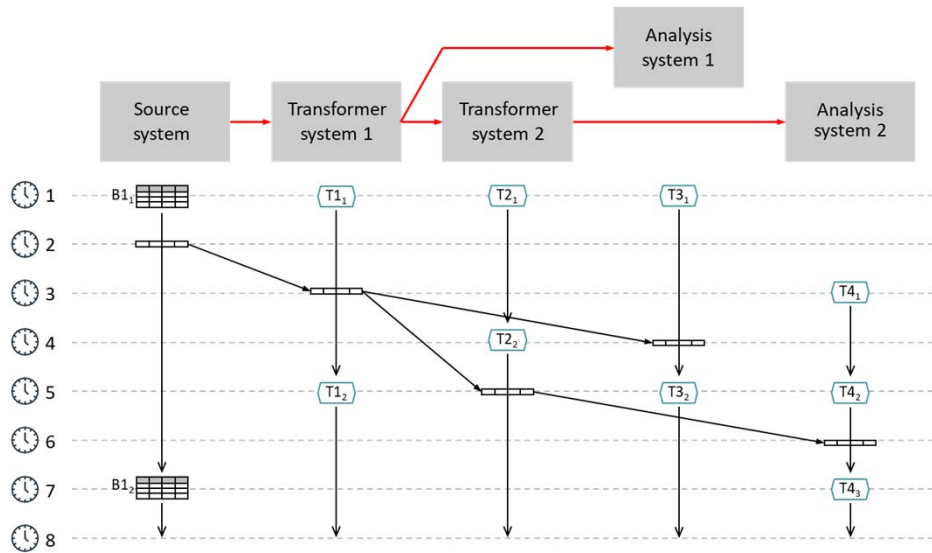 Analysis
system 1
Source
system
Transformer
system 1
Transformer
system 2
Analysis
system 2
1
B1₁
T1₁
T2₁
T3₁
2
3
T4₁
4
T2₂
5
T1₂
T3₂
T4₂
6
7
B1₂
T4₃
8